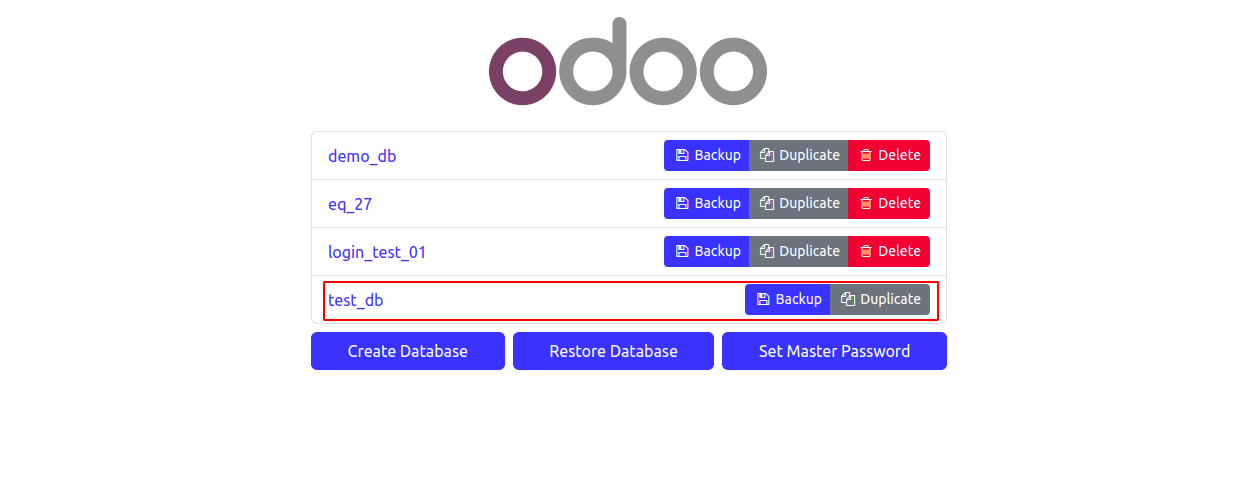 odoo
demo_db Backup Duplicate Delete
eq_27 Backup Duplicate Delete
login_test_01 Backup Duplicate Delete
test_db Backup Duplicate
Create Database Restore Database Set Master Password